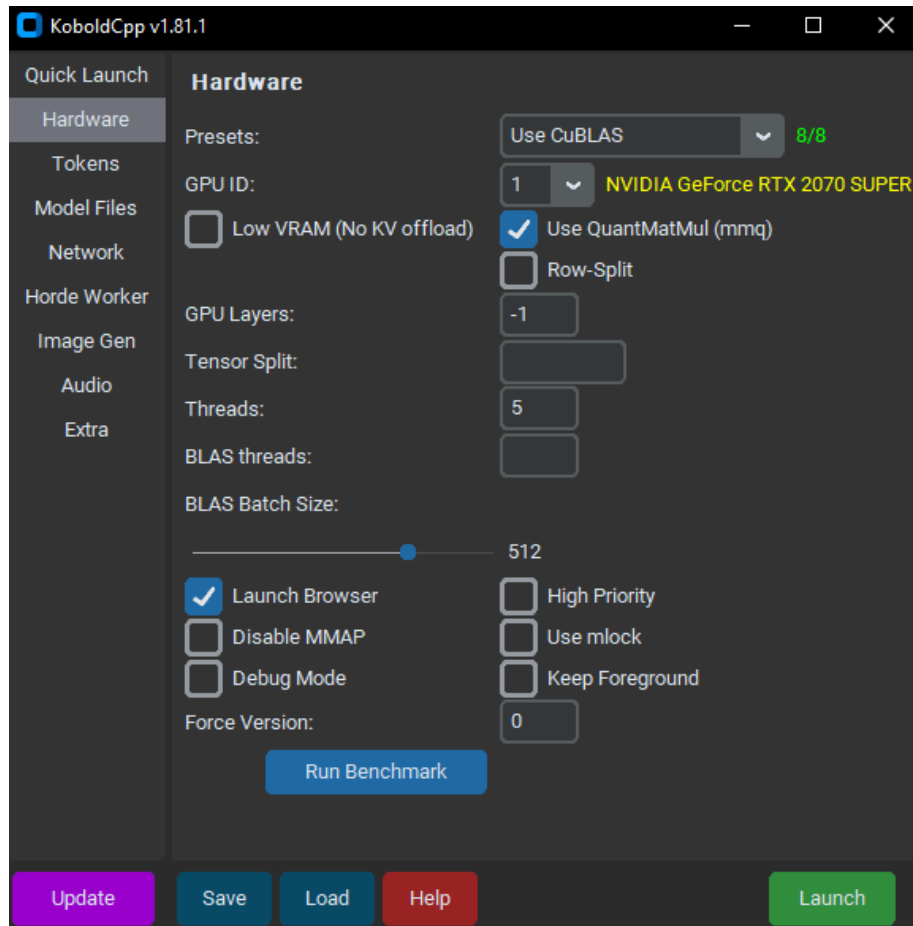 KoboldCpp v1.81.1
Quick Launch
Hardware
Tokens
Model Files
Network
Horde Worker
Image Gen
Audio
Extra
Hardware
Presets: Use CuBLAS 8/8
GPU ID: 1 NVIDIA GeForce RTX 2070 SUPER
Low VRAM (No KV offload) Use QuantMatMul (mmq)
Row-Split
GPU Layers: -1
Tensor Split:
Threads: 5
BLAS threads:
BLAS Batch Size:
512
Launch Browser High Priority
Disable MMAP Use mlock
Debug Mode Keep Foreground
Force Version: 0
Run Benchmark
Update Save Load Help Launch